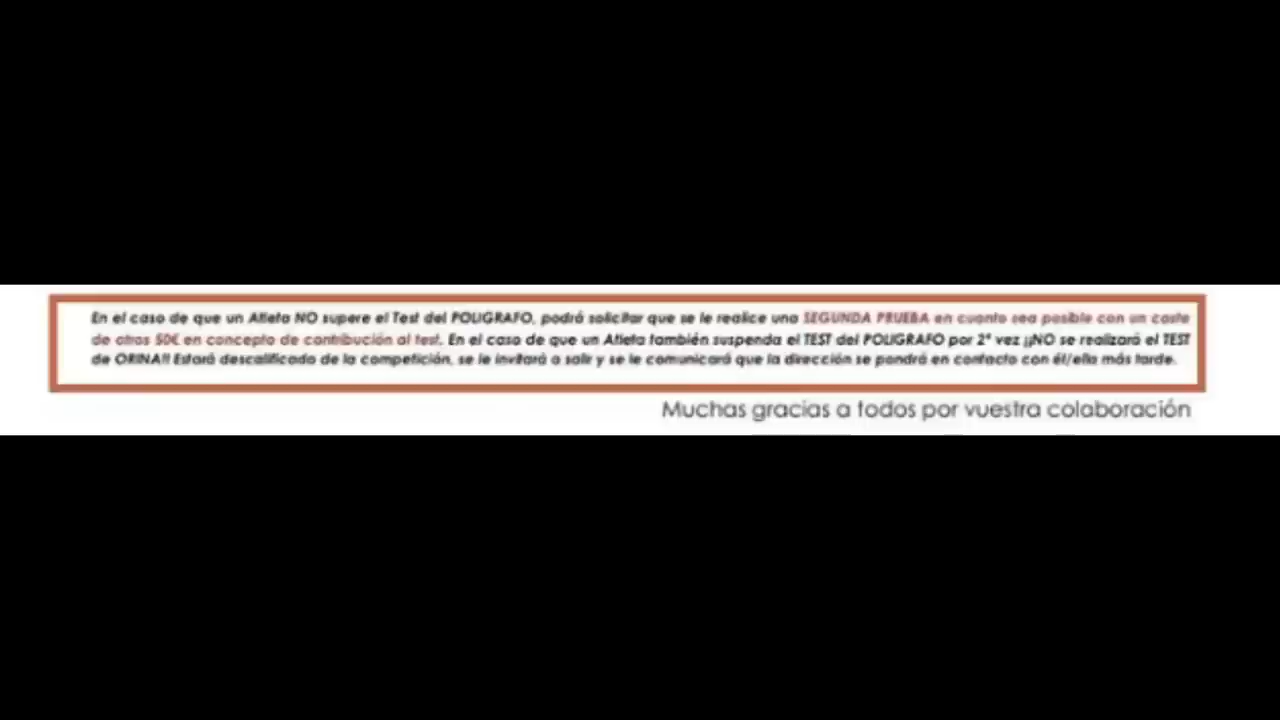 En el caso de que un Atleta NO supere el Test del POLIGRAFO, podrá solicitar que se le realice una SEGUNDA PRUEBA en cuanto sea posible con un coste
de otros 50€ en concepto de contribución al test. En el caso de que un Atleta también suspenda el TEST del POLIGRAFO por 2ª vez ¡¡NO se realizará el TEST
de ORINA!! Estará descalificado de la competición, se le invitará a salir y se le comunicará que la dirección se pondrá en contacto con él/ella más tarde.
Muchas gracias a todos por vuestra colaboración